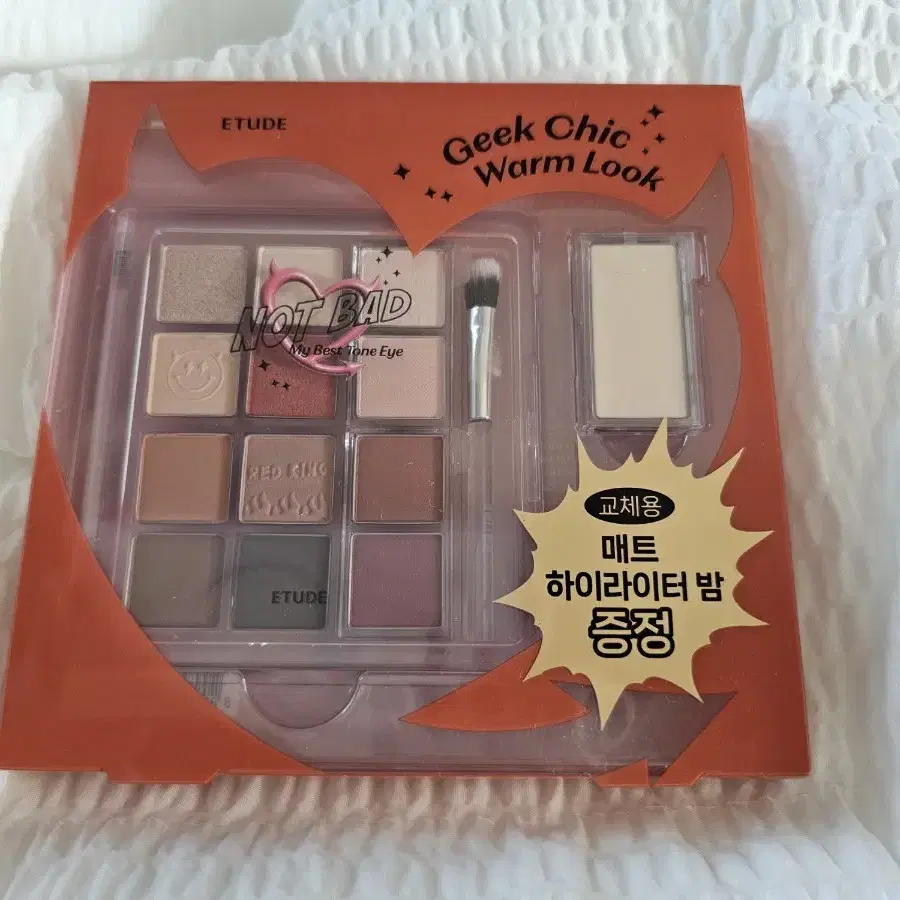 ETUDE
Geek Chic
Warm Look
NOT BAD
My Best Tone Eye
RED RING
ETUDE
교체용
매트
하이라이터 밤
증정